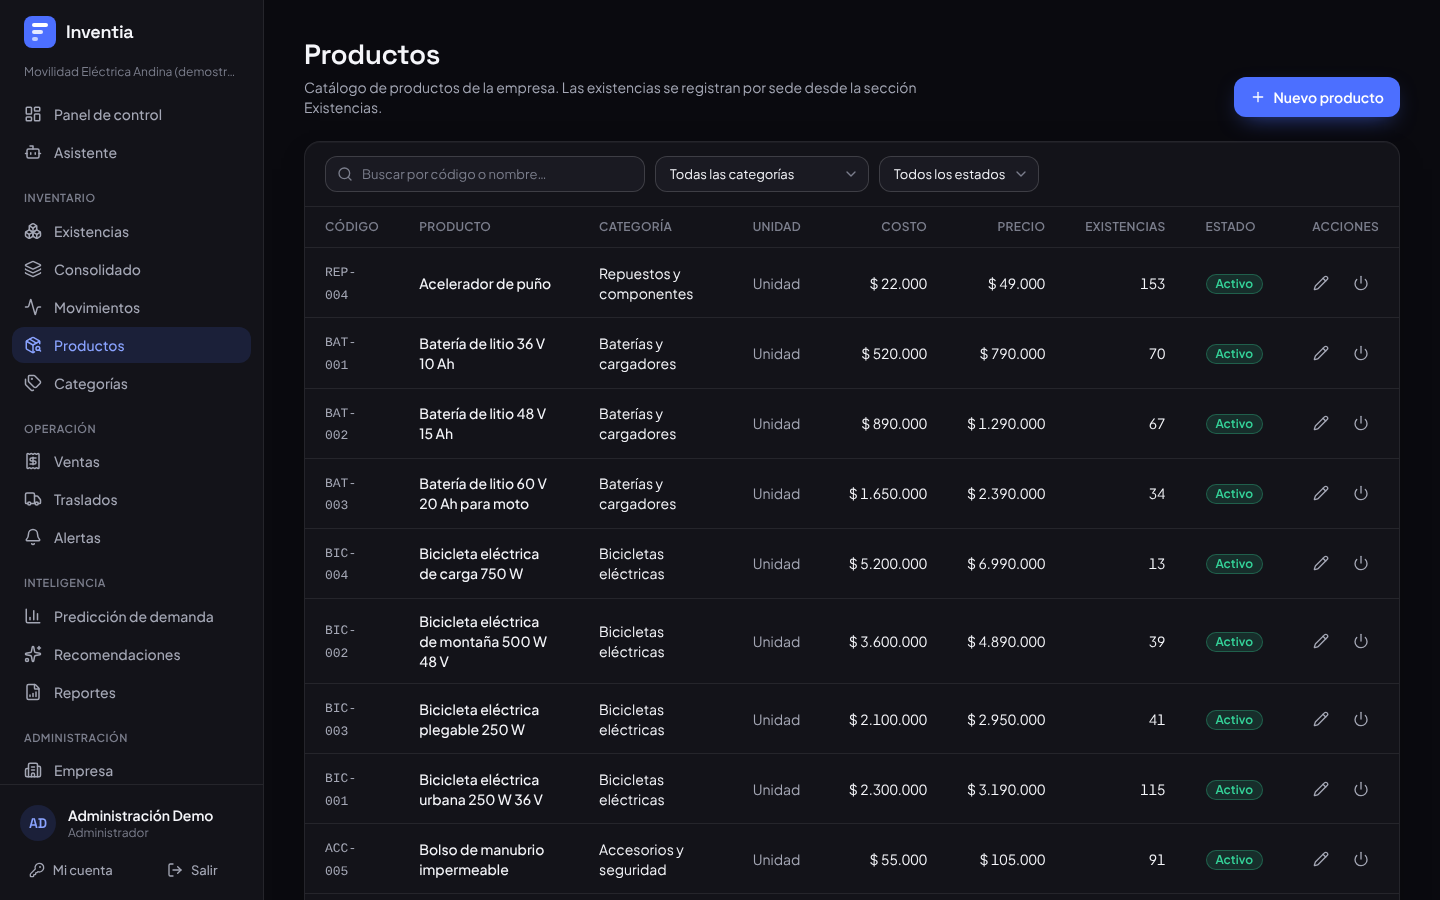 Inventia
Movilidad Eléctrica Andina (demostr…
Panel de control
Asistente
INVENTARIO
Existencias
Consolidado
Movimientos
Productos
Categorías
OPERACIÓN
Ventas
Traslados
Alertas
INTELIGENCIA
Predicción de demanda
Recomendaciones
Reportes
ADMINISTRACIÓN
Empresa
AD
Administración Demo
Administrador
Mi cuenta
Salir
Productos
Catálogo de productos de la empresa. Las existencias se registran por sede desde la sección
Existencias.
Nuevo producto
Buscar por código o nombre…
Todas las categorías
Todos los estados
CÓDIGO PRODUCTO CATEGORÍA UNIDAD COSTO PRECIO EXISTENCIAS ESTADO ACCIONES
REP-
004
Acelerador de puño
Repuestos y
componentes
Unidad $ 22.000 $ 49.000 153 Activo
BAT-
001
Batería de litio 36 V
10 Ah
Baterías y
cargadores
Unidad $ 520.000 $ 790.000 70 Activo
BAT-
002
Batería de litio 48 V
15 Ah
Baterías y
cargadores
Unidad $ 890.000 $ 1.290.000 67 Activo
BAT-
003
Batería de litio 60 V
20 Ah para moto
Baterías y
cargadores
Unidad $ 1.650.000 $ 2.390.000 34 Activo
BIC-
004
Bicicleta eléctrica
de carga 750 W
Bicicletas
eléctricas
Unidad $ 5.200.000 $ 6.990.000 13 Activo
BIC-
002
Bicicleta eléctrica
de montaña 500 W
48 V
Bicicletas
eléctricas
Unidad $ 3.600.000 $ 4.890.000 39 Activo
BIC-
003
Bicicleta eléctrica
plegable 250 W
Bicicletas
eléctricas
Unidad $ 2.100.000 $ 2.950.000 41 Activo
BIC-
001
Bicicleta eléctrica
urbana 250 W 36 V
Bicicletas
eléctricas
Unidad $ 2.300.000 $ 3.190.000 115 Activo
ACC-
005
Bolso de manubrio
impermeable
Accesorios y
seguridad
Unidad $ 55.000 $ 105.000 91 Activo